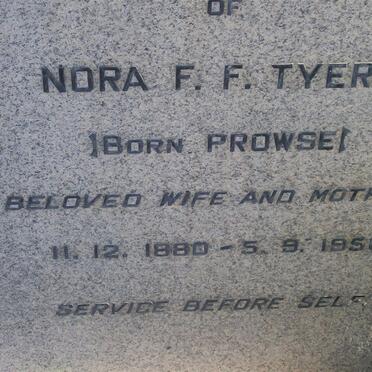 OF
NORA F. F. TYER
[BORN PROWSE]
BELOVED WIFE AND MOTH
11. 12. 1880 - 5. 9. 195
SERVICE BEFORE SELF